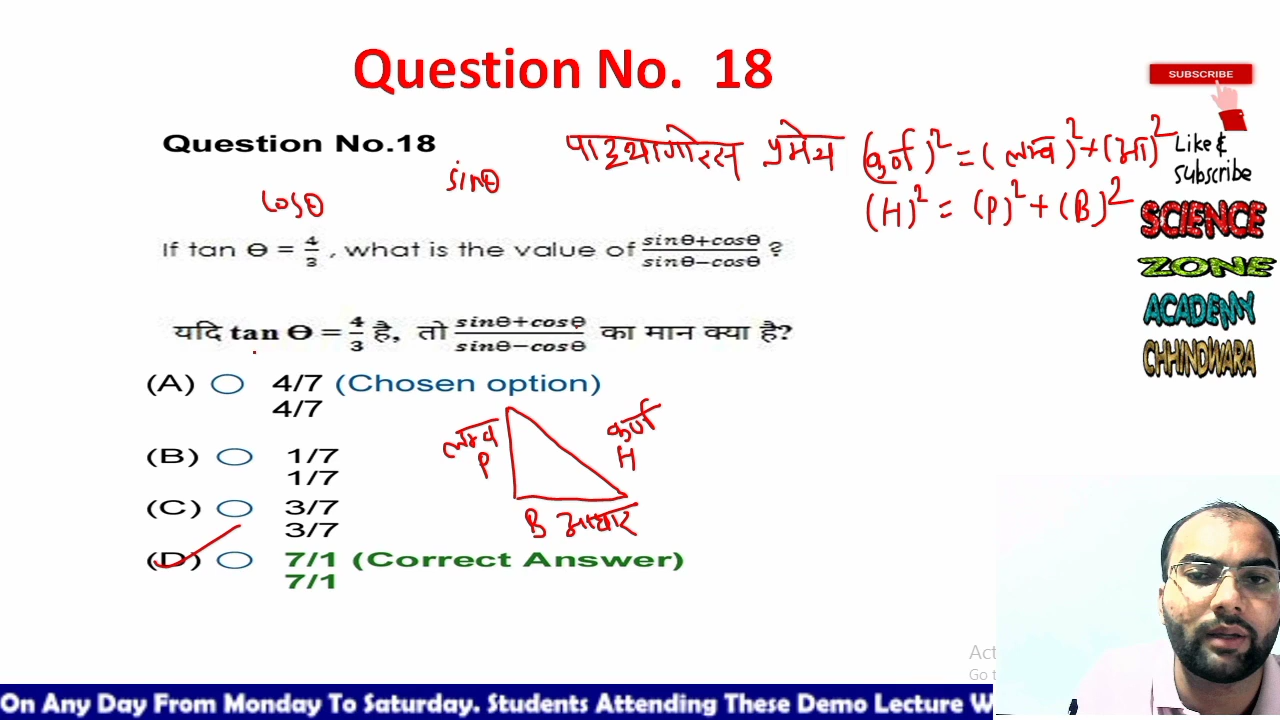 Question No. 18
SUBSCRIBE
Question No.18
पाइथागोरस प्रमेय (कर्ण)² = (लम्ब)² + (आ)²
Like &
Subscribe
sinθ
cosθ
(H)² = (P)² + (B)²
SCIENCE
ZONE
ACADEMY
CHHINDWARA
If tan Θ = 4/3 , what is the value of sinΘ+cosΘ/sinΘ−cosΘ ?
यदि tan Θ = 4/3 है, तो sinΘ+cosΘ/sinΘ−cosΘ का मान क्या है?
(A) 4/7 (Chosen option)
4/7
(B) 1/7
1/7
(C) 3/7
3/7
(D) 7/1 (Correct Answer)
7/1
लम्ब
P
कर्ण
H
B आधार
Act
Go t
On Any Day From Monday To Saturday. Students Attending These Demo Lecture W